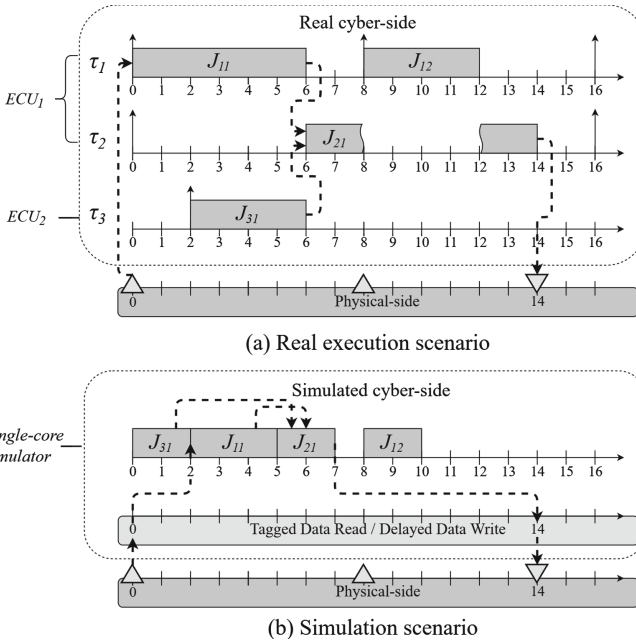 Real cyber-side
τ1 J11 J12
0 1 2 3 4 5 6 7 8 9 10 11 12 13 14 15 16
ECU1
τ2 J21
0 1 2 3 4 5 6 7 8 9 10 11 12 13 14 15 16
ECU2 τ3 J31
0 1 2 3 4 5 6 7 8 9 10 11 12 13 14 15 16
0 Physical-side 14
(a) Real execution scenario
Simulated cyber-side
J31 J11 J21 J12
0 1 2 3 4 5 6 7 8 9 10 11 12 13 14 15 16
0 Tagged Data Read / Delayed Data Write 14
0 Physical-side 14
(b) Simulation scenario